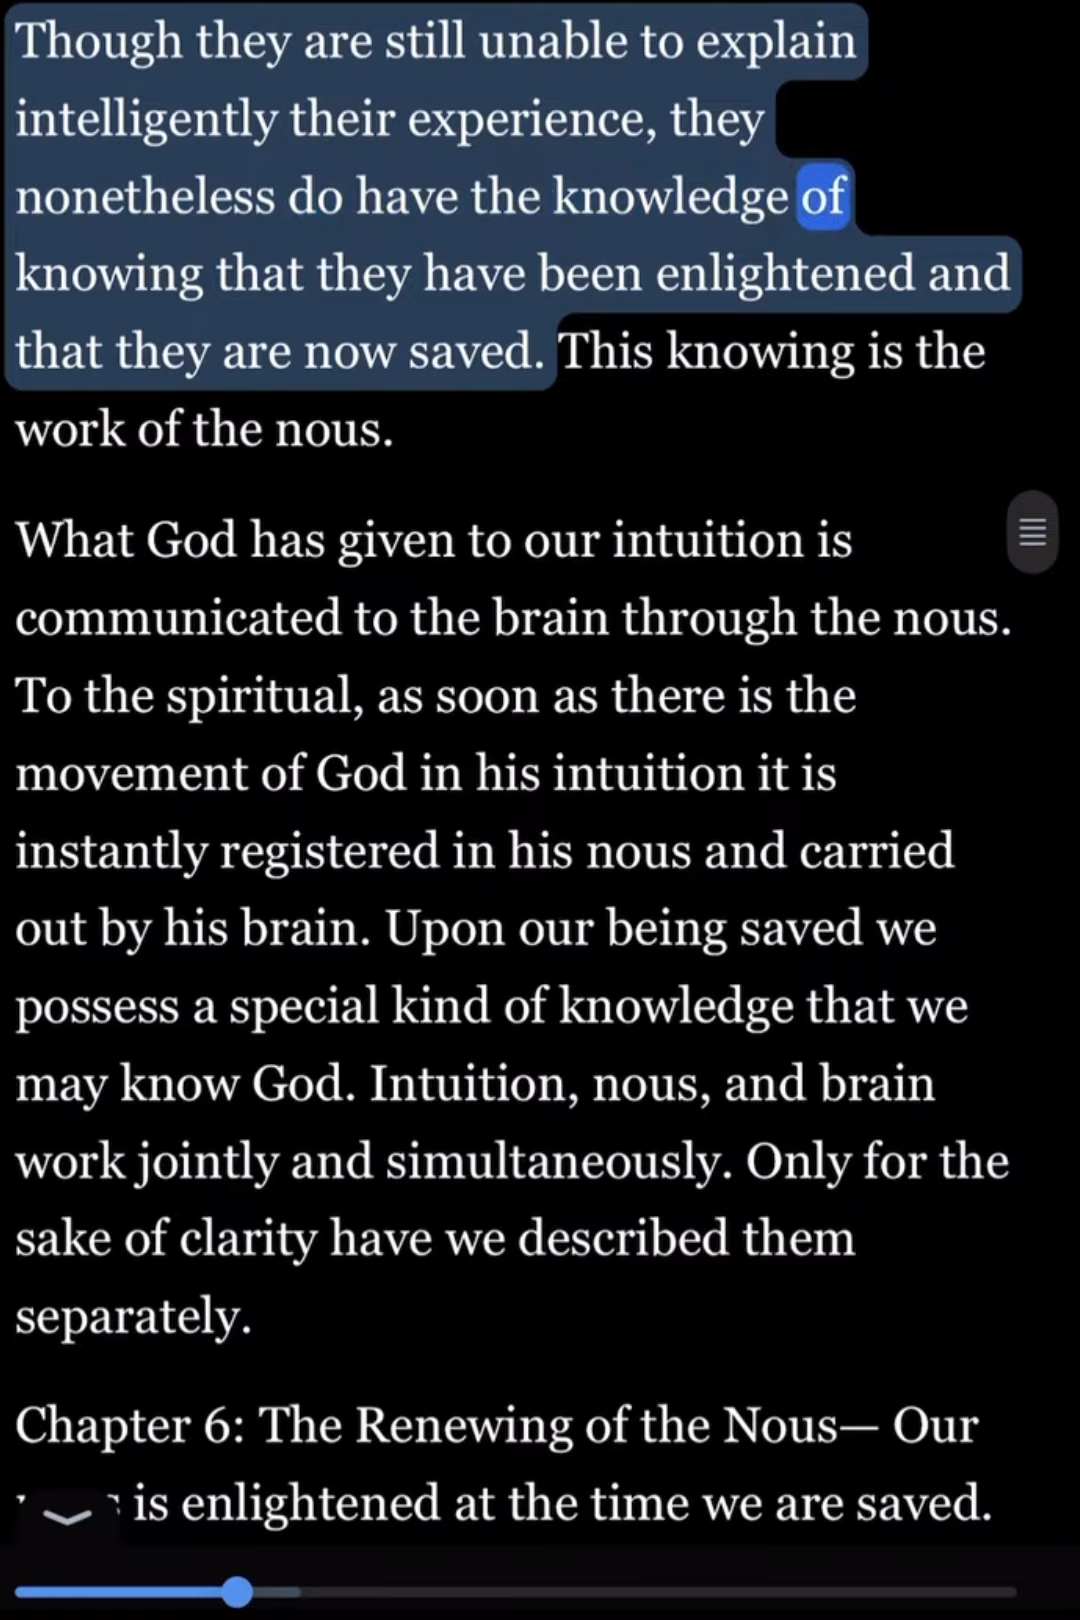 Though they are still unable to explain
intelligently their experience, they
nonetheless do have the knowledge of
knowing that they have been enlightened and
that they are now saved. This knowing is the
work of the nous.
What God has given to our intuition is
communicated to the brain through the nous.
To the spiritual, as soon as there is the
movement of God in his intuition it is
instantly registered in his nous and carried
out by his brain. Upon our being saved we
possess a special kind of knowledge that we
may know God. Intuition, nous, and brain
work jointly and simultaneously. Only for the
sake of clarity have we described them
separately.
Chapter 6: The Renewing of the Nous— Our
is enlightened at the time we are saved.